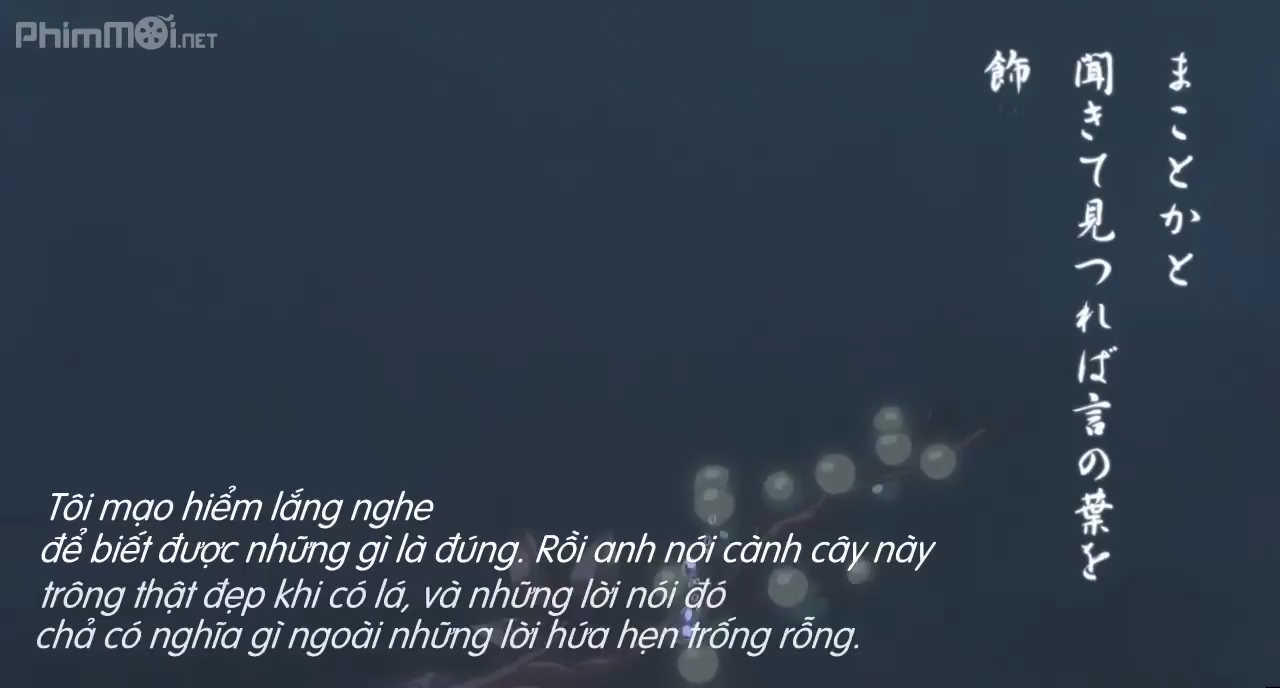 PhimMới.NET
まことかと
聞きて見つれば言の葉を
飾
Tôi mạo hiểm lắng nghe
để biết được những gì là đúng. Rồi anh nói cành cây này
trông thật đẹp khi có lá, và những lời nói đó
chả có nghĩa gì ngoài những lời hứa hẹn trống rỗng.